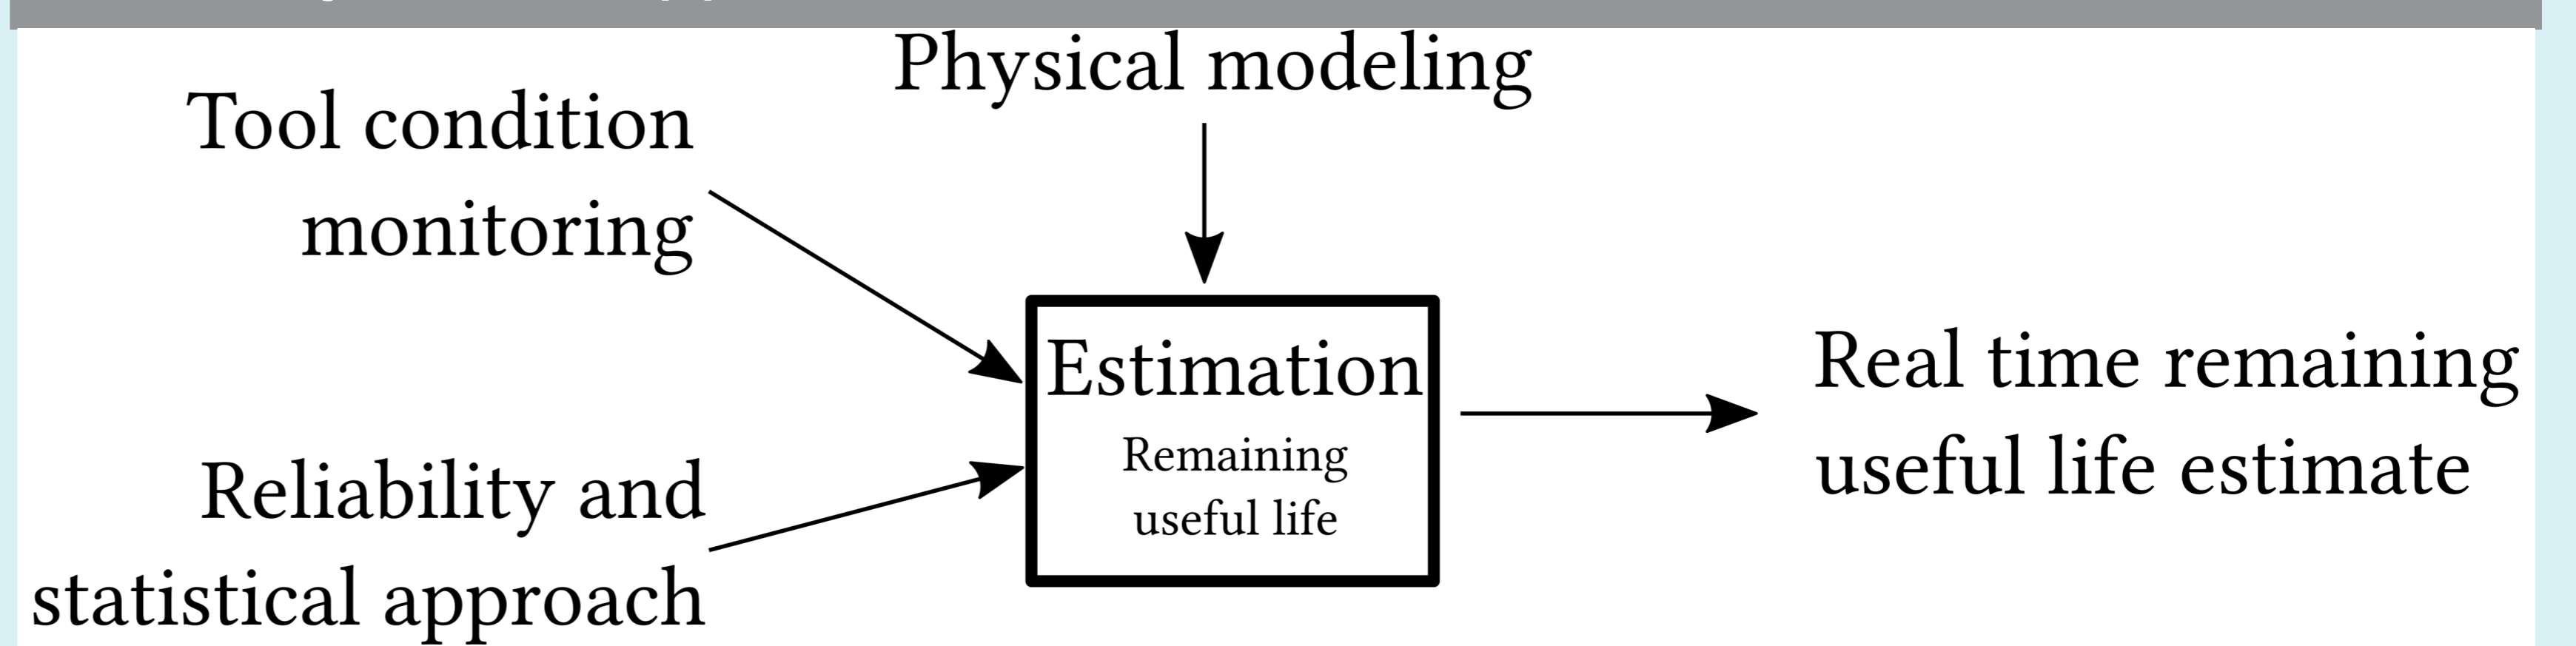 Physical modeling
Tool condition
monitoring
Estimation
Remaining
useful life
Real time remaining
useful life estimate
Reliability and
statistical approach